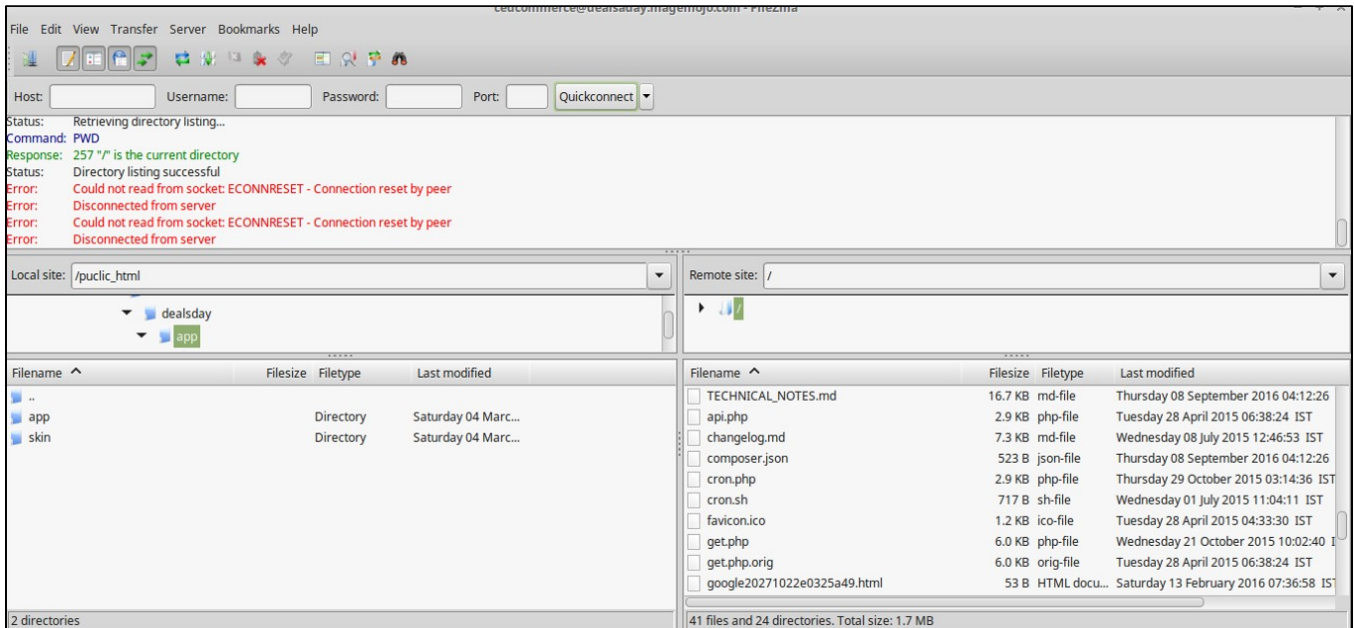 cedcommerce@dealsaday.magemojo.com - FileZilla
File Edit View Transfer Server Bookmarks Help
Host: Username: Password: Port: Quickconnect
Status: Retrieving directory listing...
Command: PWD
Response: 257 "/" is the current directory
Status: Directory listing successful
Error: Could not read from socket: ECONNRESET - Connection reset by peer
Error: Disconnected from server
Error: Could not read from socket: ECONNRESET - Connection reset by peer
Error: Disconnected from server
Local site: /puclic_html
dealsday
app
Filename Filesize Filetype Last modified
..
app Directory Saturday 04 Marc...
skin Directory Saturday 04 Marc...
2 directories
Remote site: /
/
Filename Filesize Filetype Last modified
TECHNICAL_NOTES.md 16.7 KB md-file Thursday 08 September 2016 04:12:26
api.php 2.9 KB php-file Tuesday 28 April 2015 06:38:24 IST
changelog.md 7.3 KB md-file Wednesday 08 July 2015 12:46:53 IST
composer.json 523 B json-file Thursday 08 September 2016 04:12:26
cron.php 2.9 KB php-file Thursday 29 October 2015 03:14:36 IST
cron.sh 717 B sh-file Wednesday 01 July 2015 11:04:11 IST
favicon.ico 1.2 KB ico-file Tuesday 28 April 2015 04:33:30 IST
get.php 6.0 KB php-file Wednesday 21 October 2015 10:02:40 I
get.php.orig 6.0 KB orig-file Tuesday 28 April 2015 06:38:24 IST
google20271022e0325a49.html 53 B HTML docu... Saturday 13 February 2016 07:36:58 IST
41 files and 24 directories. Total size: 1.7 MB